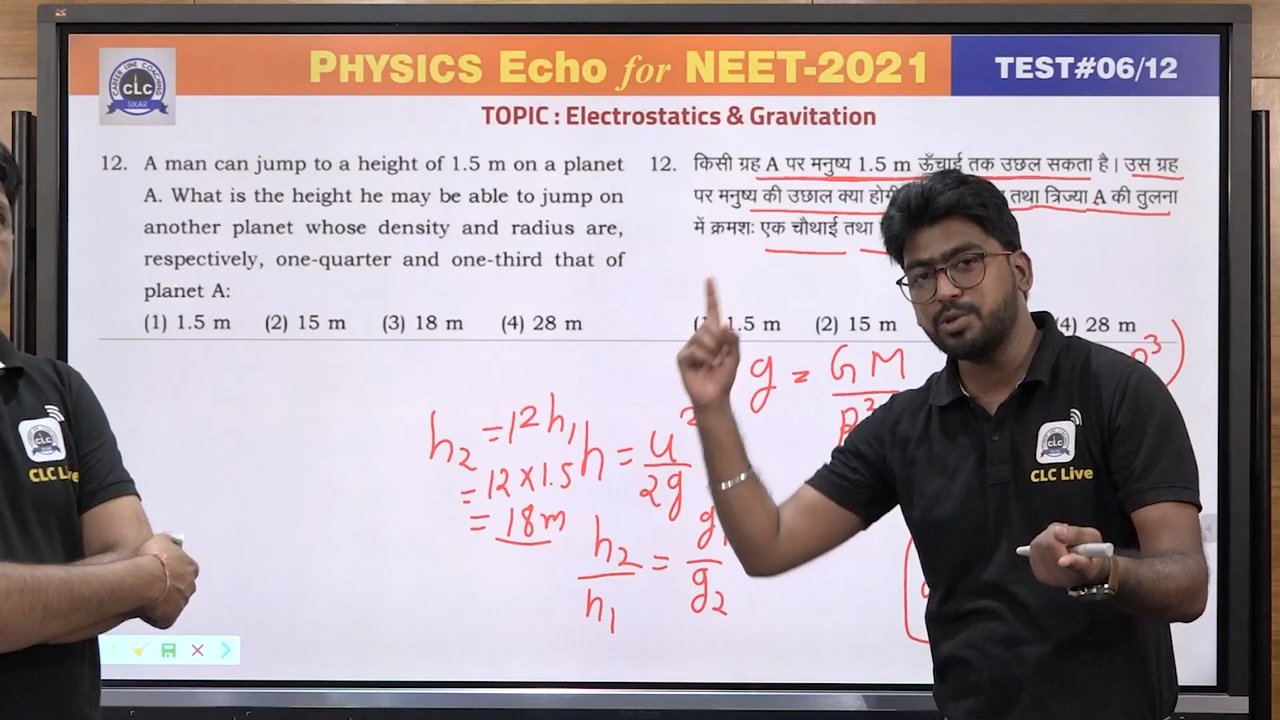 PHYSICS Echo for NEET-2021
TEST#06/12
CAREER LINE COACHING
CLC
SIKAR
TOPIC : Electrostatics & Gravitation
12. A man can jump to a height of 1.5 m on a planet
A. What is the height he may be able to jump on
another planet whose density and radius are,
respectively, one-quarter and one-third that of
planet A:
(1) 1.5 m (2) 15 m (3) 18 m (4) 28 m
12. किसी ग्रह A पर मनुष्य 1.5 m ऊँचाई तक उछल सकता है। उस ग्रह
पर मनुष्य की उछाल क्या तथा त्रिज्या A की तुलना
में क्रमशः एक चौथाई तथा
1.5 m (2) 15 m (4) 28 m
g = GM
h₂ = 12h₁
= 12 × 1.5
= 18m
h = u²
2g
h₂ = g₁
h₁ g₂
CLC
CLC Live
CLC
CLC Live